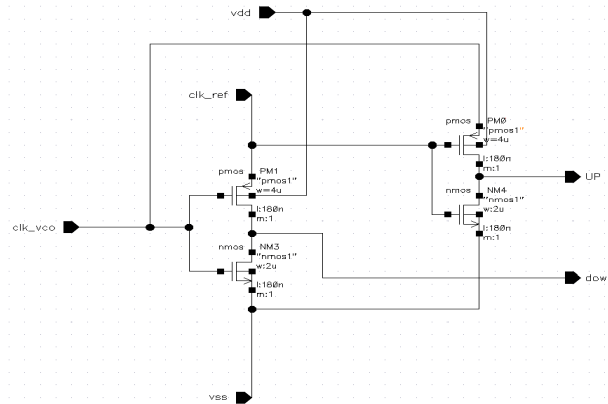 vdd
clk_ref
pmos PM0
"pmos1"
w=4u
l:180n
m:1
UP
pmos PM1
"pmos1"
w=4u
l:180n
m:1
nmos NM4
"nmos1"
w:2u
l:180n
m:1
clk_vco
nmos NM3
"nmos1"
w:2u
l:180n
m:1
dow
vss